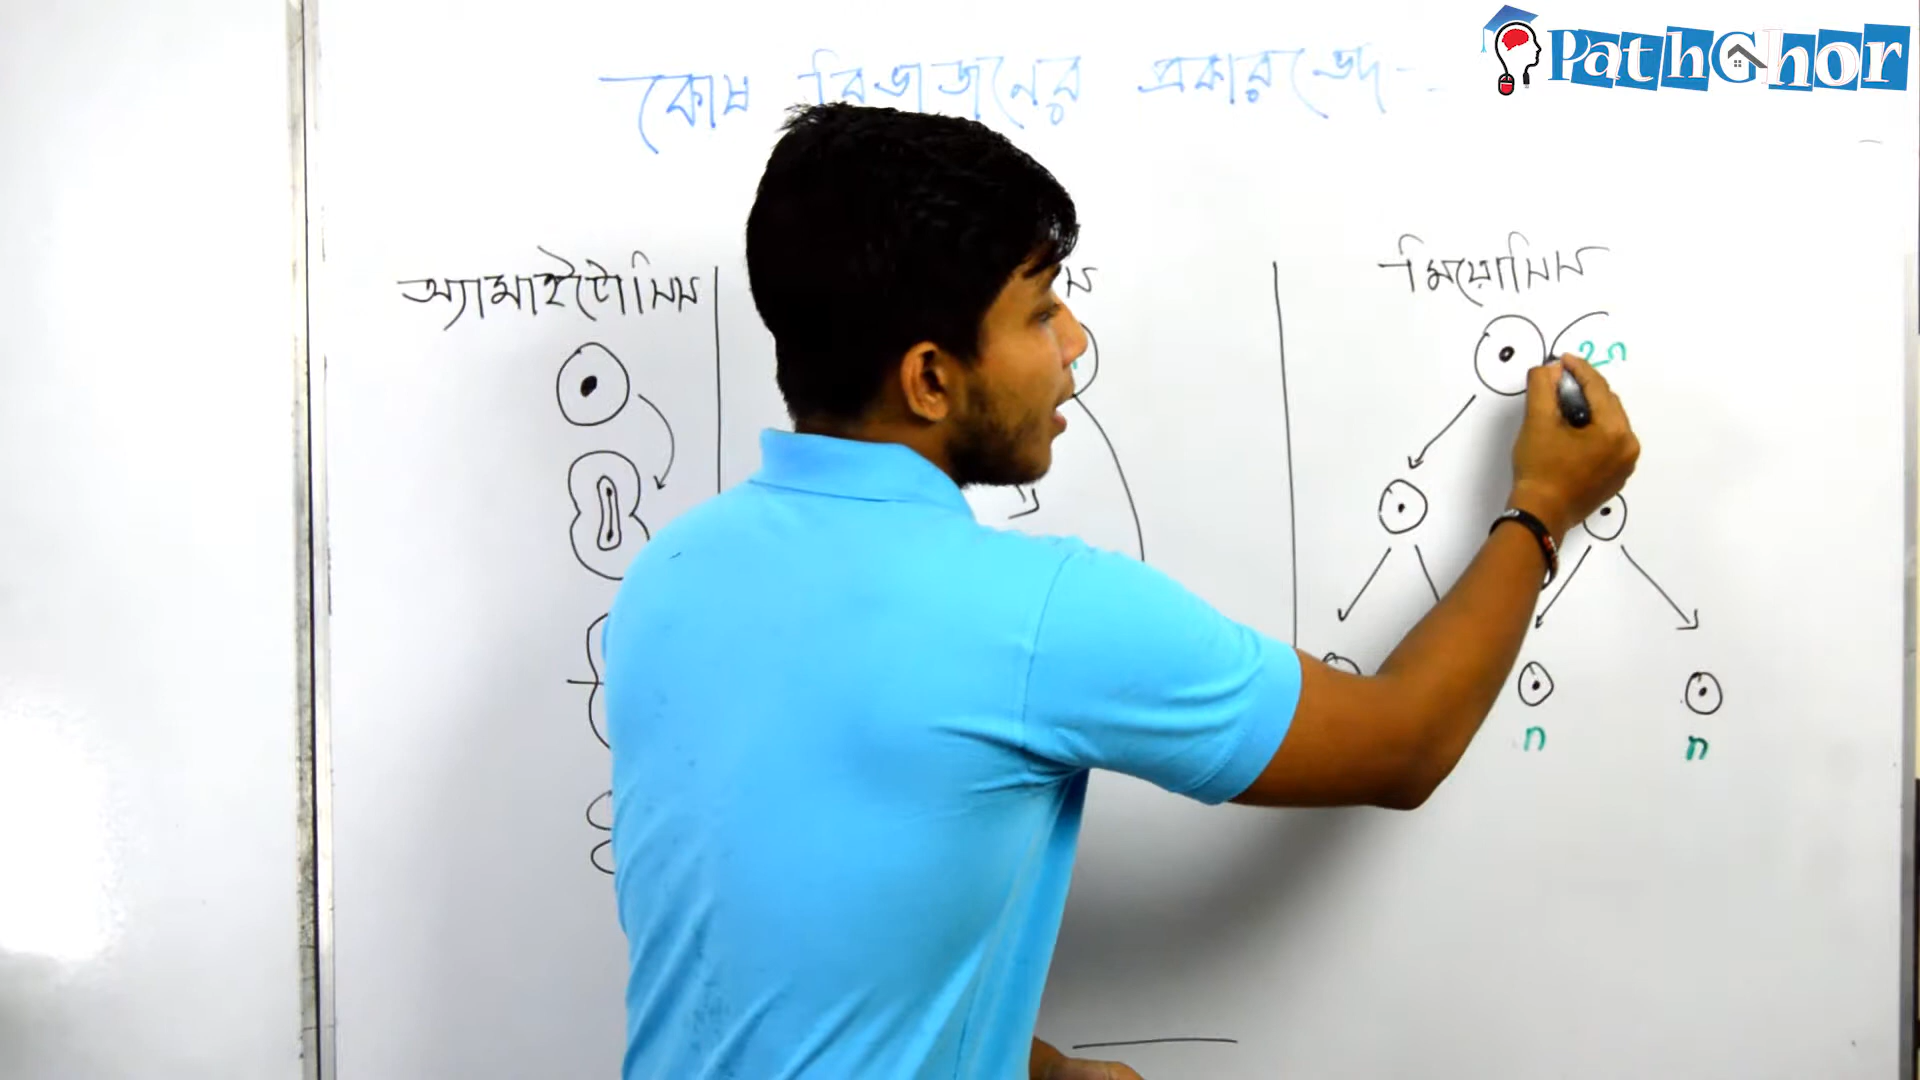 PathGhor
কোষ বিভাজনের প্রকারভেদ
অ্যামাইটোসিস
মিয়োসিস
2n
n
n